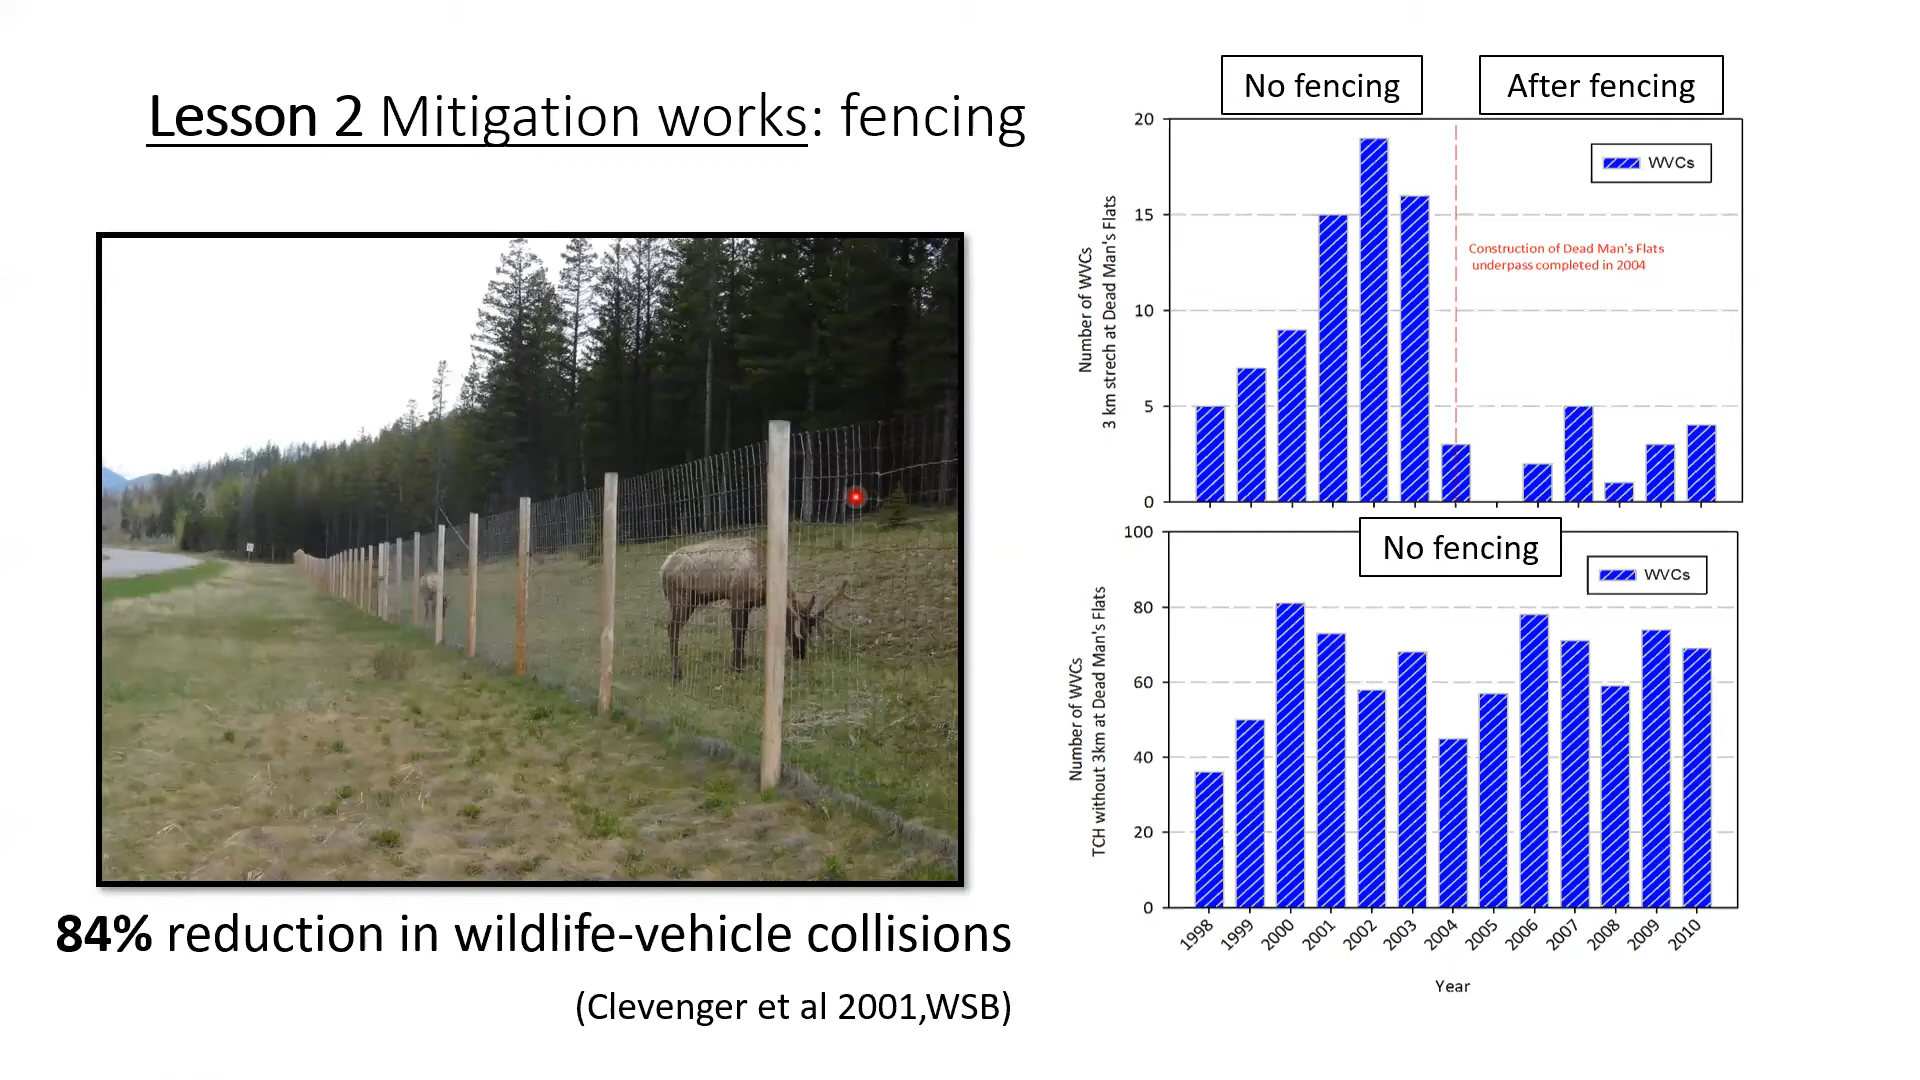 Lesson 2 Mitigation works: fencing
84% reduction in wildlife-vehicle collisions
(Clevenger et al 2001,WSB)
No fencing
After fencing
WVCs
Construction of Dead Man's Flats
underpass completed in 2004
Number of WVCs
3 km strech at Dead Man's Flats
20
15
10
5
0
No fencing
WVCs
Number of WVCs
TCH without 3km at Dead Man's Flats
100
80
60
40
20
0
1998
1999
2000
2001
2002
2003
2004
2005
2006
2007
2008
2009
2010
Year